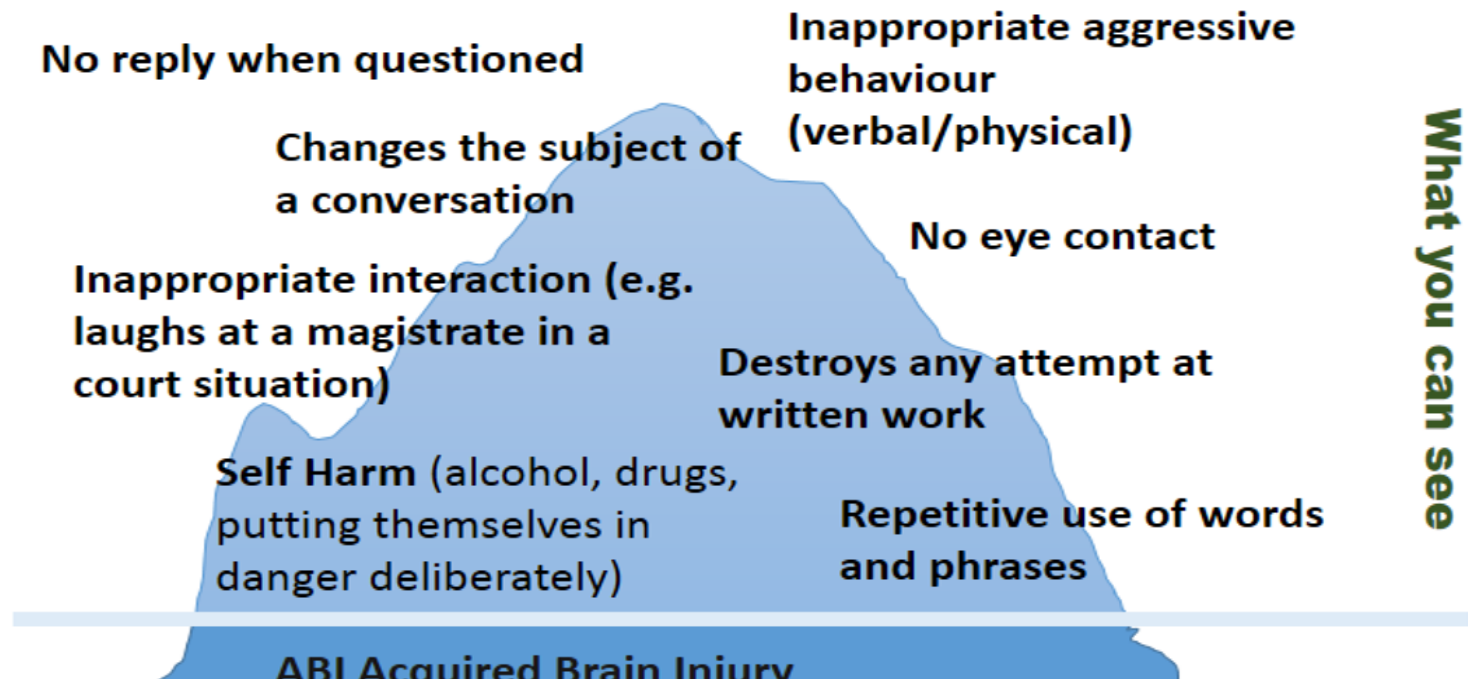 No reply when questioned
Inappropriate aggressive
behaviour
(verbal/physical)
Changes the subject of
a conversation
No eye contact
Inappropriate interaction (e.g.
laughs at a magistrate in a
court situation)
Destroys any attempt at
written work
Self Harm (alcohol, drugs,
putting themselves in
danger deliberately)
Repetitive use of words
and phrases
What you can see
ABI Acquired Brain Injury